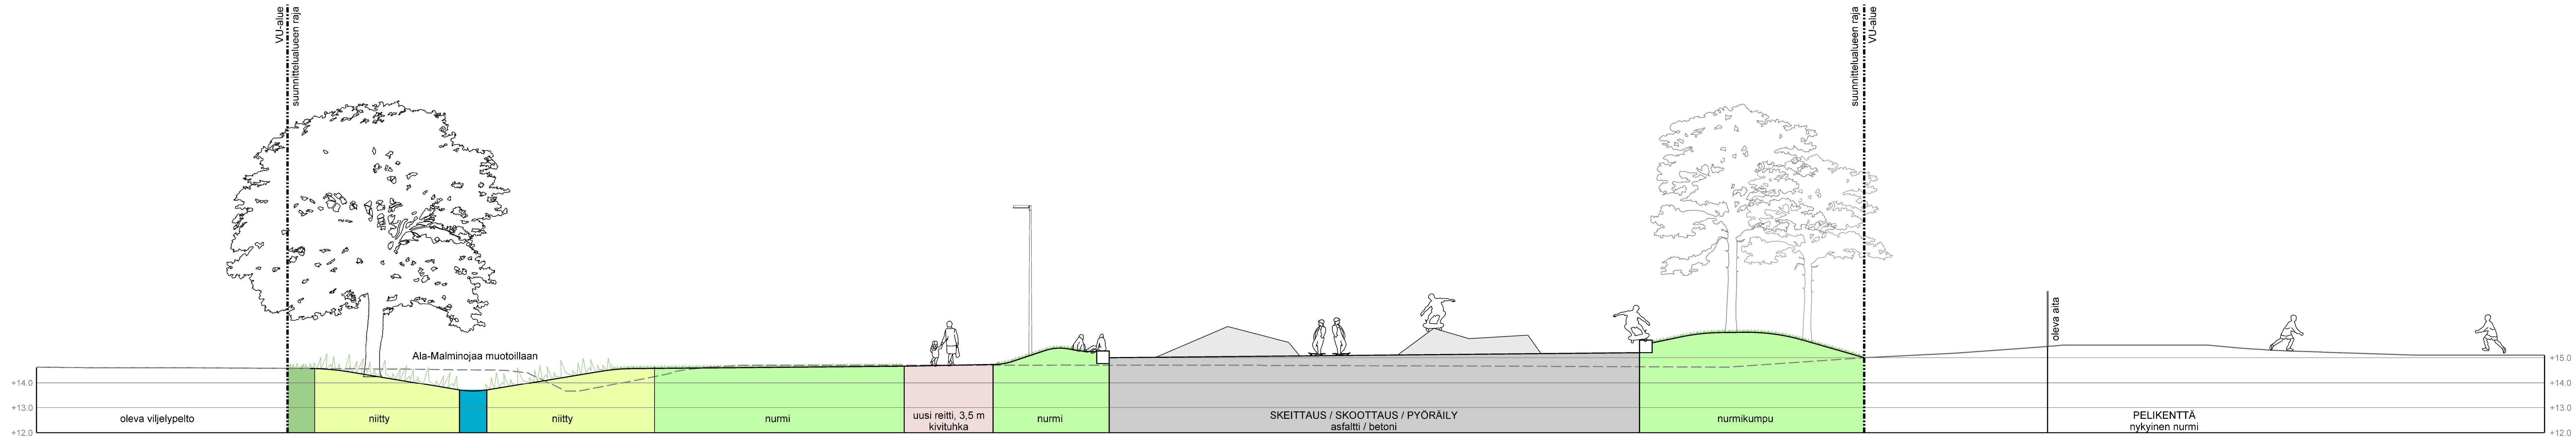 VU-alue
suunnittelualueen raja
suunnittelualueen raja
VU-alue
oleva aita
Ala-Malminojaa muotoillaan
+15.0
+14.0
+14.0
+13.0
+13.0
+12.0
+12.0
oleva viljelypelto
niitty
niitty
nurmi
uusi reitti, 3,5 m
kivituhka
nurmi
SKEITTAUS / SKOOTTAUS / PYÖRÄILY
asfaltti / betoni
nurmikumpu
PELIKENTTÄ
nykyinen nurmi